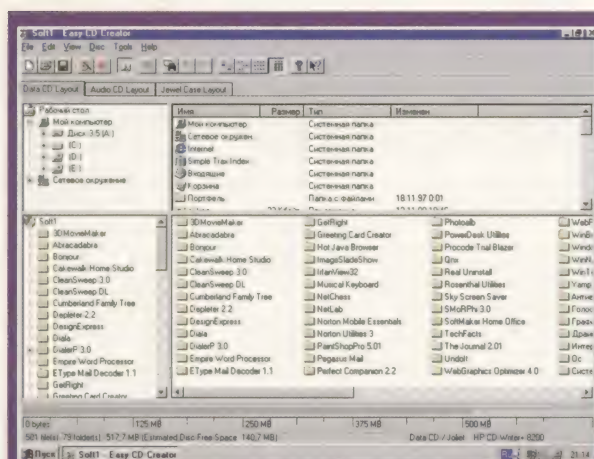 Soft1 - Easy CD Creator
File Edit View Disc Tools Help
Data CD Layout Audio CD Layout Jewel Case Layout
Рабочий стол
Мой компьютер
Диск 3.5 (A:)
(C:)
(D:)
(E:)
Сетевое окружение
Имя Размер Тип Изменен
Мой компьютер Системная папка
Сетевое окружен. Системная папка
Internet Системная папка
Simple Trax Index Системная папка
Входящие Системная папка
Корзина Системная папка
Портфель Папка с файлами 18.11.97 0:01
Soft1
3DMovieMaker
Abracadabra
Bonjour
Cakewalk Home Studio
CleanSweep 3.0
CleanSweep DL
Cumberland Family Tree
Depleter 2.2
DesignExpress
Diala
DialerP 3.0
Empire Word Processor
EType Mail Decoder 1.1
GetRight
Greeting Card Creator
3DMovieMaker
Abracadabra
Bonjour
Cakewalk Home Studio
CleanSweep 3.0
CleanSweep DL
Cumberland Family Tree
Depleter 2.2
DesignExpress
Diala
DialerP 3.0
Empire Word Processor
EType Mail Decoder 1.1
GetRight
Greeting Card Creator
Hot Java Browser
ImageSlideShow
IrfanView32
Musical Keyboard
NetChess
NetLab
Norton Mobile Essentials
Norton Utilities 3
PaintShopPro 5.01
Pegasus Mail
Perfect Companion 2.2
Photoalb
PowerDesk Utilities
Procode Trial Blazer
Qnx
Real Uninstall
Rosenthal Utilities
Sky Screen Saver
SMoRPhi 3.0
SoftMaker Home Office
TechFacts
The Journal 2.01
UndoIt
WebGraphics Optimizer 4.0
0 bytes 125 MB 250 MB 375 MB 500 MB
501 file(s) 79 folder(s) 517,7 MB (Estimated Disc Free Space 140,7 MB) Data CD / Joliet HP CD-Writer+ 8200
Пуск Soft1 - Easy CD Creator 21:14